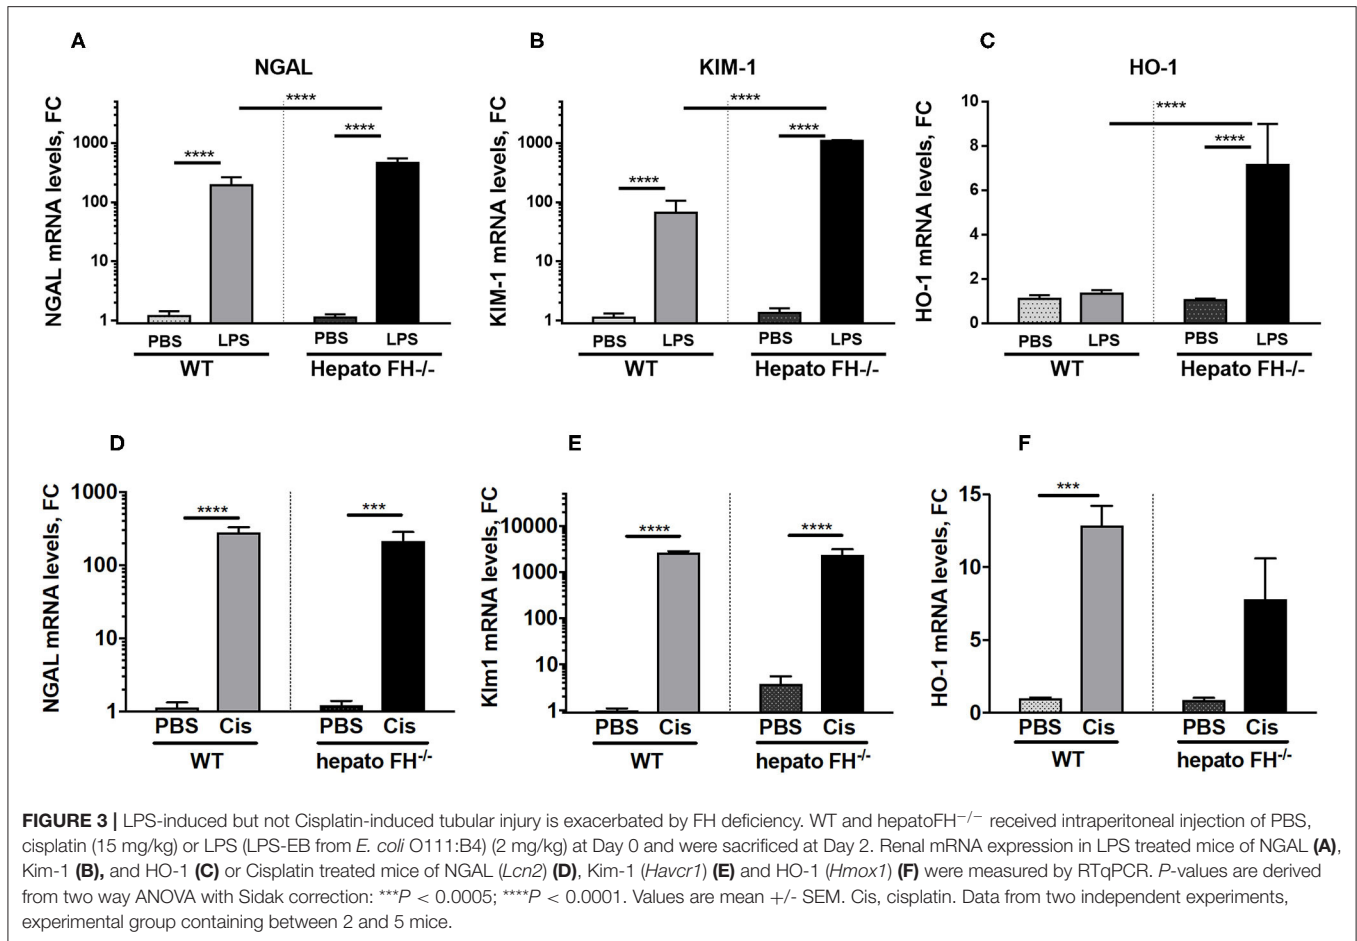 A
B
C
NGAL
KIM-1
HO-1
NGAL mRNA levels, FC
1000
100
10
1
****
****
****
PBS
LPS
PBS
LPS
WT
Hepato FH-/-
KIM-1 mRNA levels, FC
1000
100
10
1
****
****
****
PBS
LPS
PBS
LPS
WT
Hepato FH-/-
HO-1 mRNA levels, FC
10
8
6
4
2
0
****
****
PBS
LPS
PBS
LPS
WT
Hepato FH-/-
D
E
F
NGAL mRNA levels, FC
1000
100
10
1
****
***
PBS
Cis
PBS
Cis
WT
hepato FH-/-
KIm1 mRNA levels, FC
10000
1000
100
10
1
****
****
PBS
Cis
PBS
Cis
WT
hepato FH-/-
HO-1 mRNA levels, FC
15
10
5
0
***
PBS
Cis
PBS
Cis
WT
hepato FH-/-
FIGURE 3 | LPS-induced but not Cisplatin-induced tubular injury is exacerbated by FH deficiency. WT and hepatoFH−/− received intraperitoneal injection of PBS,
cisplatin (15 mg/kg) or LPS (LPS-EB from E. coli O111:B4) (2 mg/kg) at Day 0 and were sacrificed at Day 2. Renal mRNA expression in LPS treated mice of NGAL (A),
Kim-1 (B), and HO-1 (C) or Cisplatin treated mice of NGAL (Lcn2) (D), Kim-1 (Havcr1) (E) and HO-1 (Hmox1) (F) were measured by RTqPCR. P-values are derived
from two way ANOVA with Sidak correction: ***P < 0.0005; ****P < 0.0001. Values are mean +/- SEM. Cis, cisplatin. Data from two independent experiments,
experimental group containing between 2 and 5 mice.